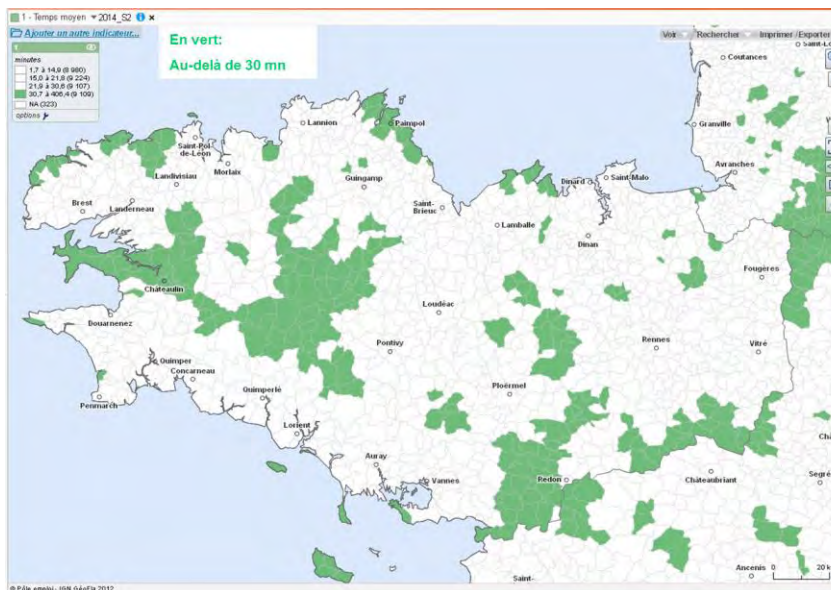 1 - Temps moyen 2014_S2
Ajouter un autre indicateur...
En vert:
Au-delà de 30 mn
Voir Rechercher Imprimer/Exporter
minutes
1,7 à 14,9 (8 980)
15,0 à 21,8 (9 224)
21,9 à 30,6 (9 107)
30,7 à 406,4 (9 109)
NA (323)
options
Coutances
Granville
Avranches
Lannion
Paimpol
Saint-Pol-
de-Léon
Morlaix
Landivisiau
Guingamp
Dinard
Saint-Malo
Brest
Landerneau
Saint-
Brieuc
Lamballe
Dinan
Fougères
Châteaulin
Loudéac
Douarnenez
Pontivy
Rennes
Vitré
Quimper
Concarneau
Ploërmel
Penmarch
Quimperlé
Lorient
Auray
Vannes
Redon
Châteaubriant
Segré
Ancenis
Saint-
0 20 k
© Pôle emploi - IGN GéoFla 2012